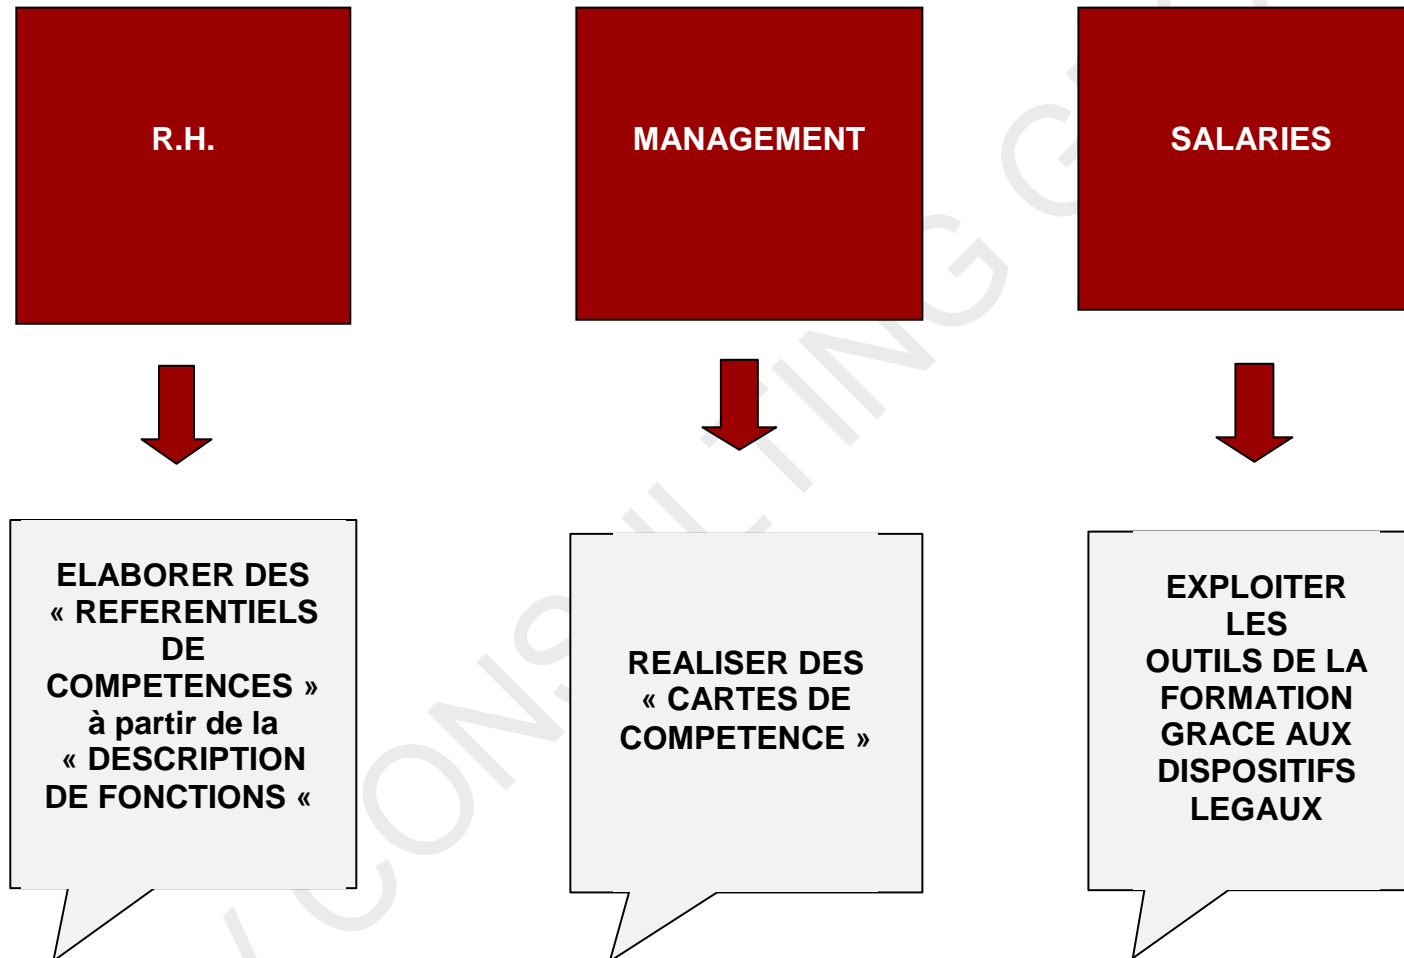 R.H.
MANAGEMENT
SALARIES
ELABORER DES
« REFERENTIELS
DE
COMPETENCES »
à partir de la
« DESCRIPTION
DE FONCTIONS «
REALISER DES
« CARTES DE
COMPETENCE »
EXPLOITER
LES
OUTILS DE LA
FORMATION
GRACE AUX
DISPOSITIFS
LEGAUX
CONSULTING